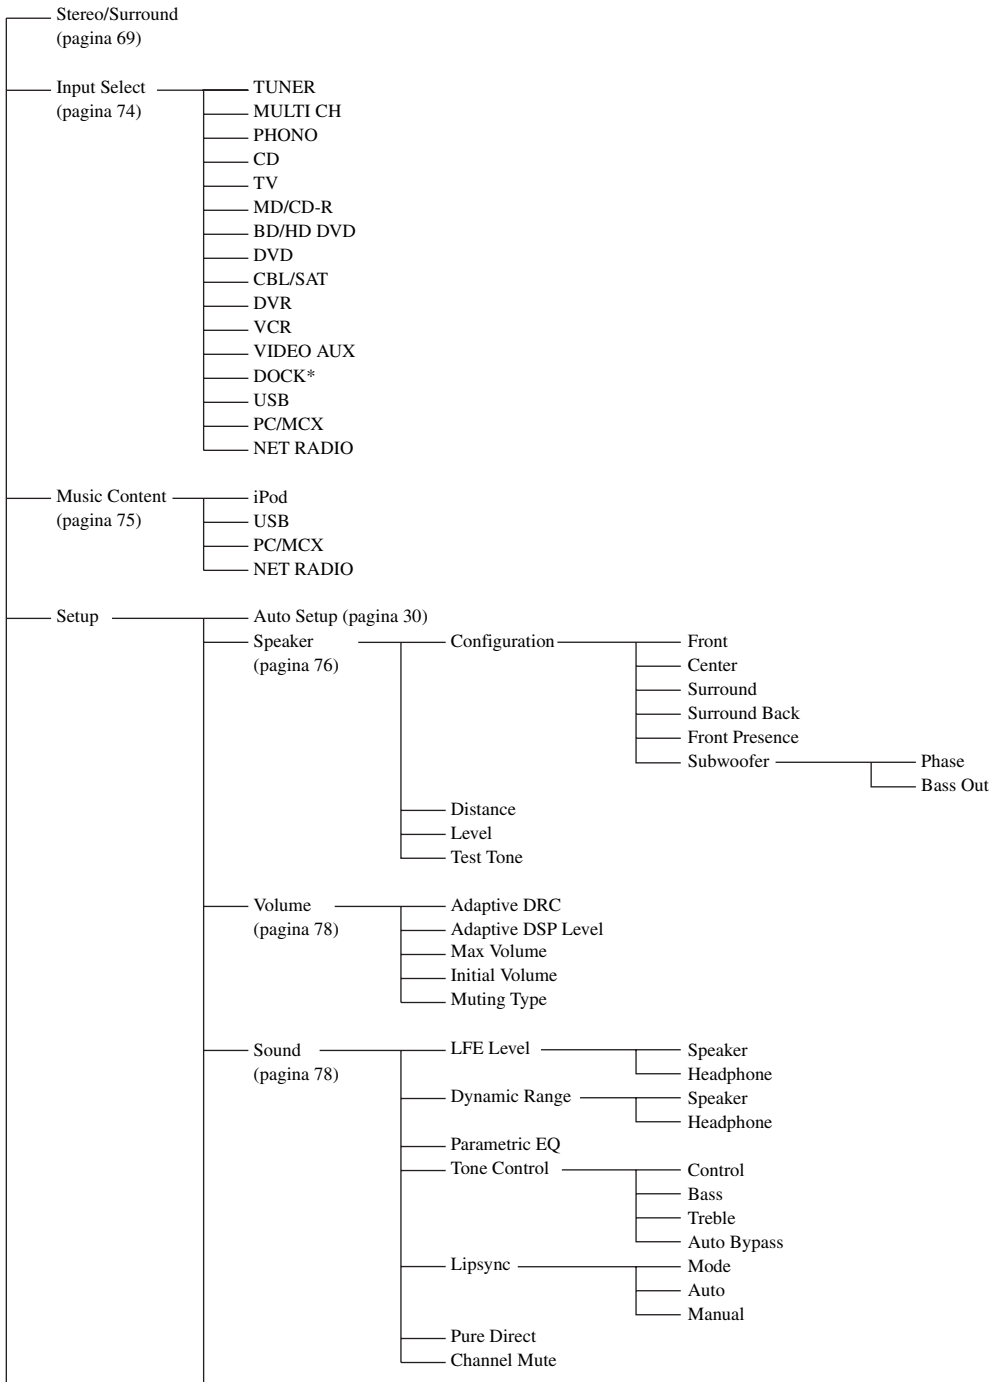 Stereo/Surround
(pagina 69)
Input Select
(pagina 74)
TUNER
MULTI CH
PHONO
CD
TV
MD/CD-R
BD/HD DVD
DVD
CBL/SAT
DVR
VCR
VIDEO AUX
DOCK*
USB
PC/MCX
NET RADIO
Music Content
(pagina 75)
iPod
USB
PC/MCX
NET RADIO
Setup
Auto Setup (pagina 30)
Speaker
(pagina 76)
Configuration
Front
Center
Surround
Surround Back
Front Presence
Subwoofer
Phase
Bass Out
Distance
Level
Test Tone
Volume
(pagina 78)
Adaptive DRC
Adaptive DSP Level
Max Volume
Initial Volume
Muting Type
Sound
(pagina 78)
LFE Level
Speaker
Headphone
Dynamic Range
Speaker
Headphone
Parametric EQ
Tone Control
Control
Bass
Treble
Auto Bypass
Lipsync
Mode
Auto
Manual
Pure Direct
Channel Mute